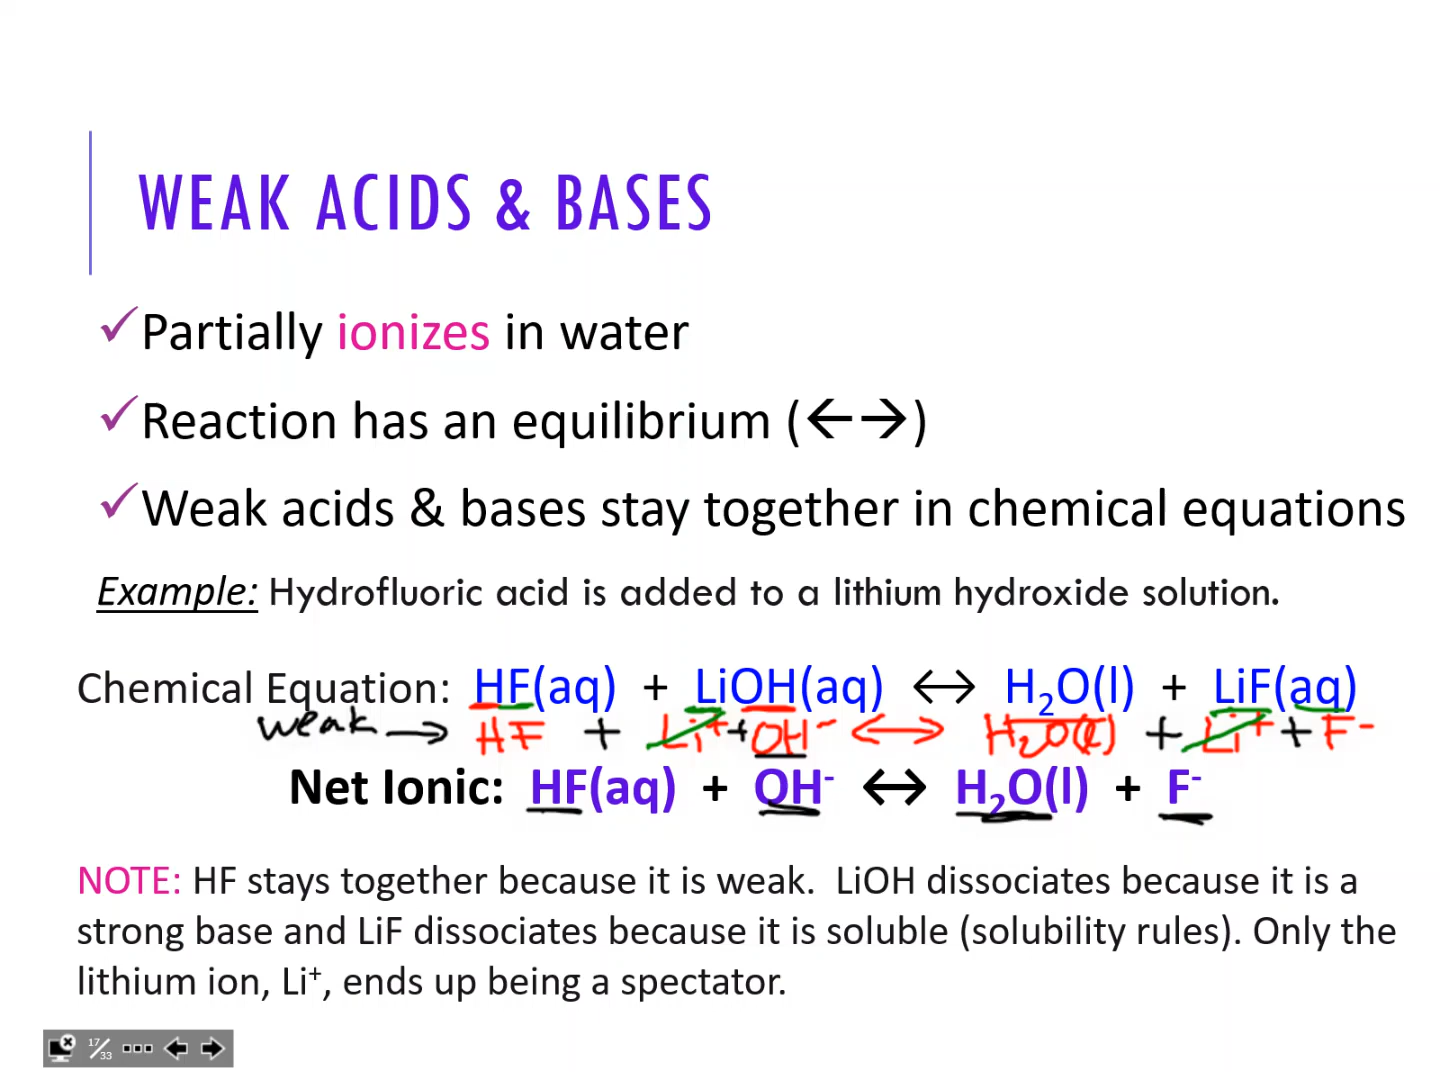 WEAK ACIDS & BASES
✓Partially ionizes in water
✓Reaction has an equilibrium (←→)
✓Weak acids & bases stay together in chemical equations
Example: Hydrofluoric acid is added to a lithium hydroxide solution.
Chemical Equation: HF(aq) + LiOH(aq) ↔ H₂O(l) + LiF(aq)
weak → HF + Li⁺ + OH⁻ ↔ H₂O(l) + Li⁺ + F⁻
Net Ionic: HF(aq) + OH⁻ ↔ H₂O(l) + F⁻
NOTE: HF stays together because it is weak. LiOH dissociates because it is a
strong base and LiF dissociates because it is soluble (solubility rules). Only the
lithium ion, Li⁺, ends up being a spectator.
17/33